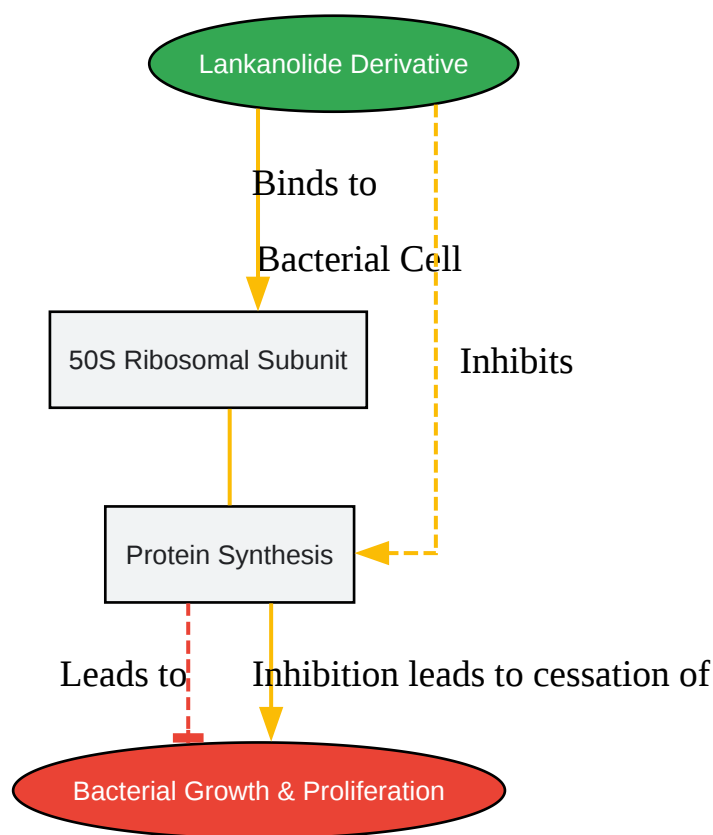 Lankanolide Derivative
Binds to
Bacterial Cell
50S Ribosomal Subunit
Inhibits
Protein Synthesis
Leads to
Inhibition leads to cessation of
Bacterial Growth & Proliferation